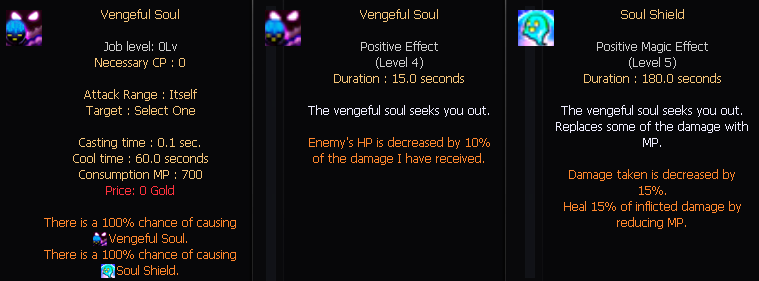 Vengeful Soul
Job level: 0Lv
Necessary CP : 0
Attack Range : Itself
Target : Select One
Casting time : 0.1 sec.
Cool time : 60.0 seconds
Consumption MP : 700
Price: 0 Gold
There is a 100% chance of causing
Vengeful Soul.
There is a 100% chance of causing
Soul Shield.
Vengeful Soul
Positive Effect
(Level 4)
Duration : 15.0 seconds
The vengeful soul seeks you out.
Enemy's HP is decreased by 10%
of the damage I have received.
Soul Shield
Positive Magic Effect
(Level 5)
Duration : 180.0 seconds
The vengeful soul seeks you out.
Replaces some of the damage with
MP.
Damage taken is decreased by
15%.
Heal 15% of inflicted damage by
reducing MP.